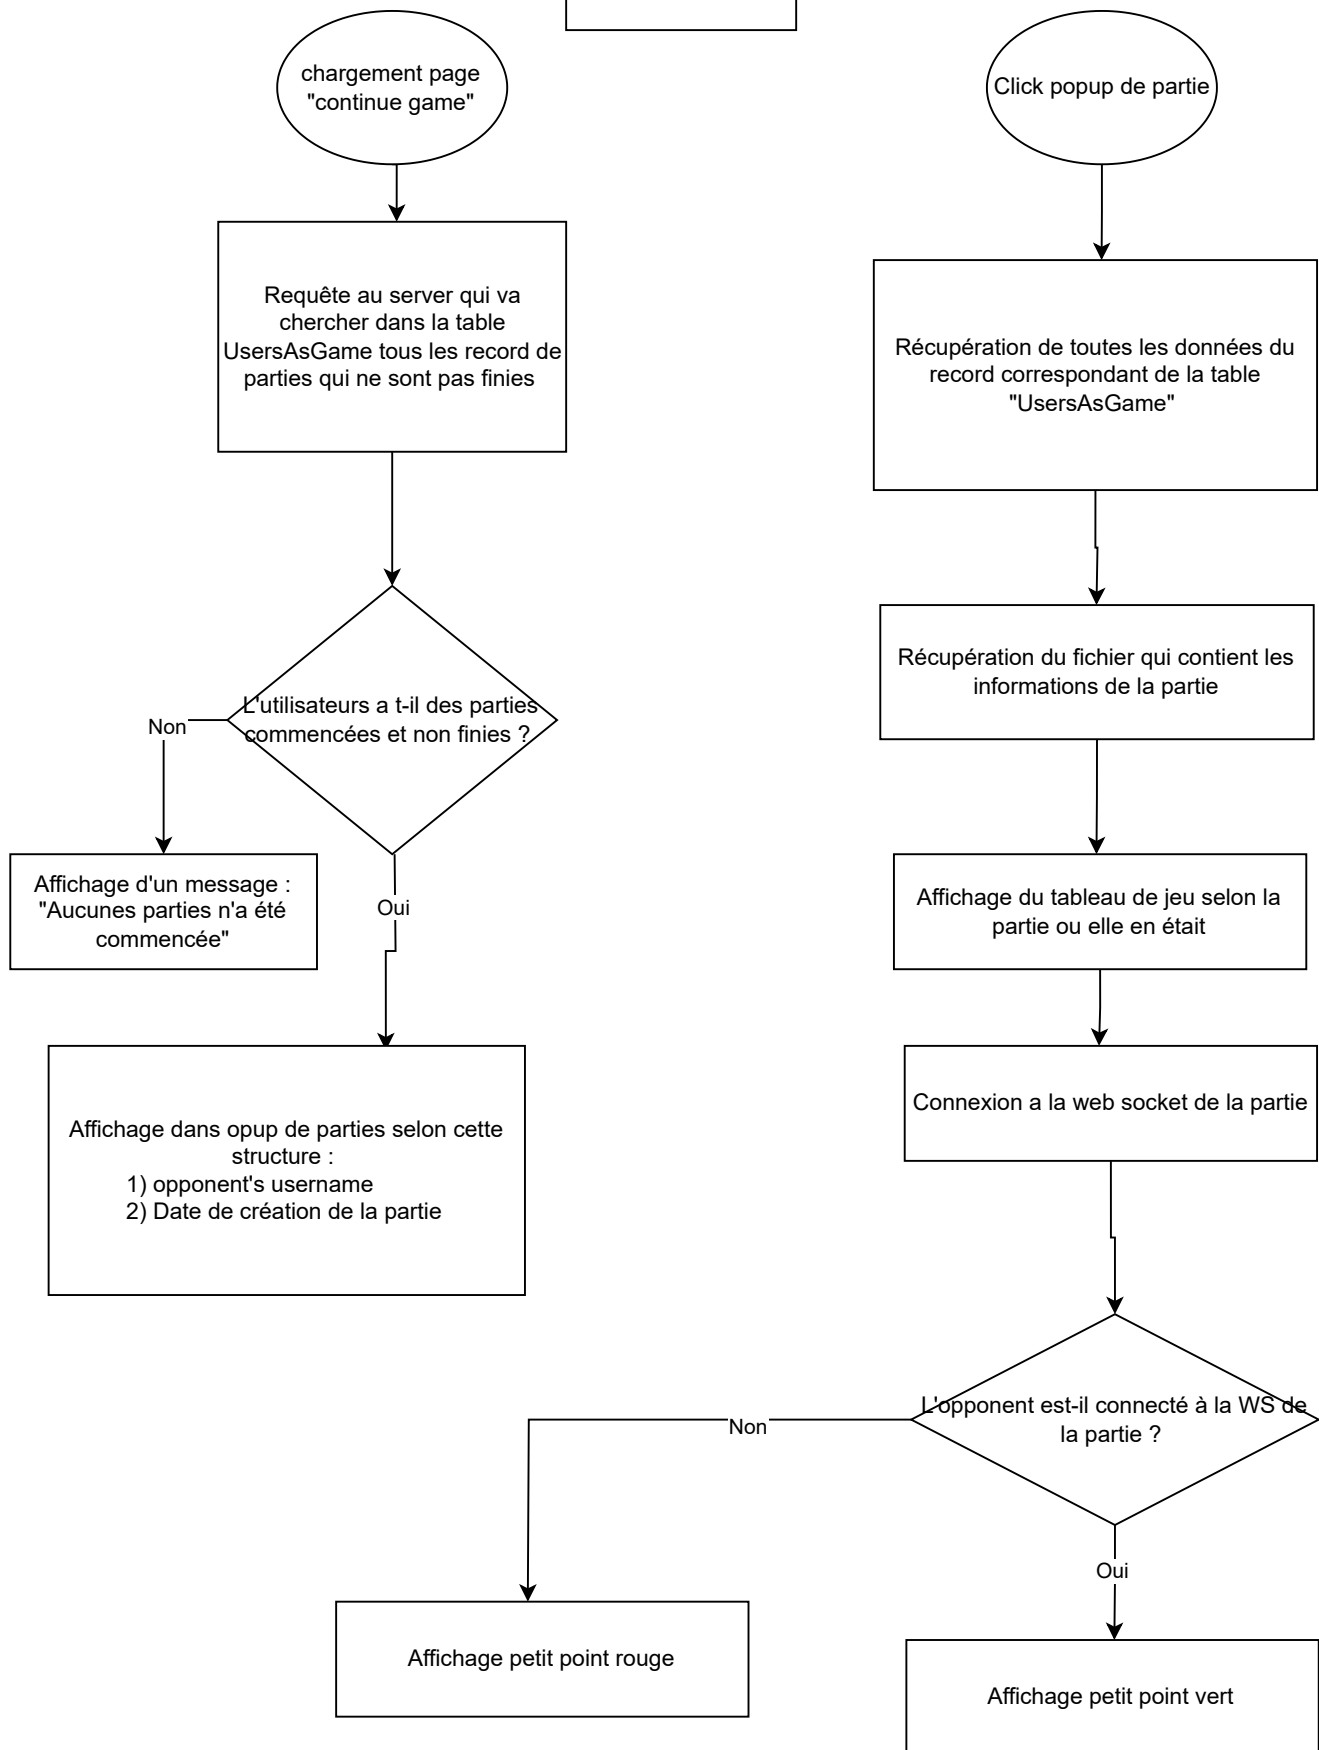 chargement page
"continue game"
Requête au server qui va
chercher dans la table
UsersAsGame tous les record de
parties qui ne sont pas finies
L'utilisateurs a t-il des parties
commencées et non finies ?
Non
Oui
Affichage d'un message :
"Aucunes parties n'a été
commencée"
Affichage dans opup de parties selon cette
structure :
1) opponent's username
2) Date de création de la partie
Click popup de partie
Récupération de toutes les données du
record correspondant de la table
"UsersAsGame"
Récupération du fichier qui contient les
informations de la partie
Affichage du tableau de jeu selon la
partie ou elle en était
Connexion a la web socket de la partie
L'opponent est-il connecté à la WS de
la partie ?
Non
Oui
Affichage petit point rouge
Affichage petit point vert